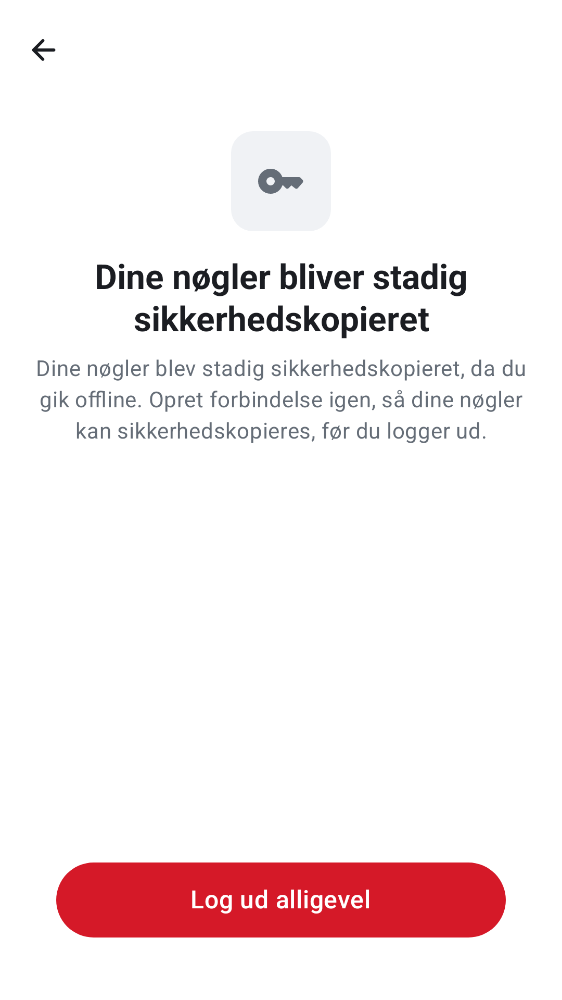 Dine nøgler bliver stadig
sikkerhedskopieret
Dine nøgler blev stadig sikkerhedskopieret, da du
gik offline. Opret forbindelse igen, så dine nøgler
kan sikkerhedskopieres, før du logger ud.
Log ud alligevel